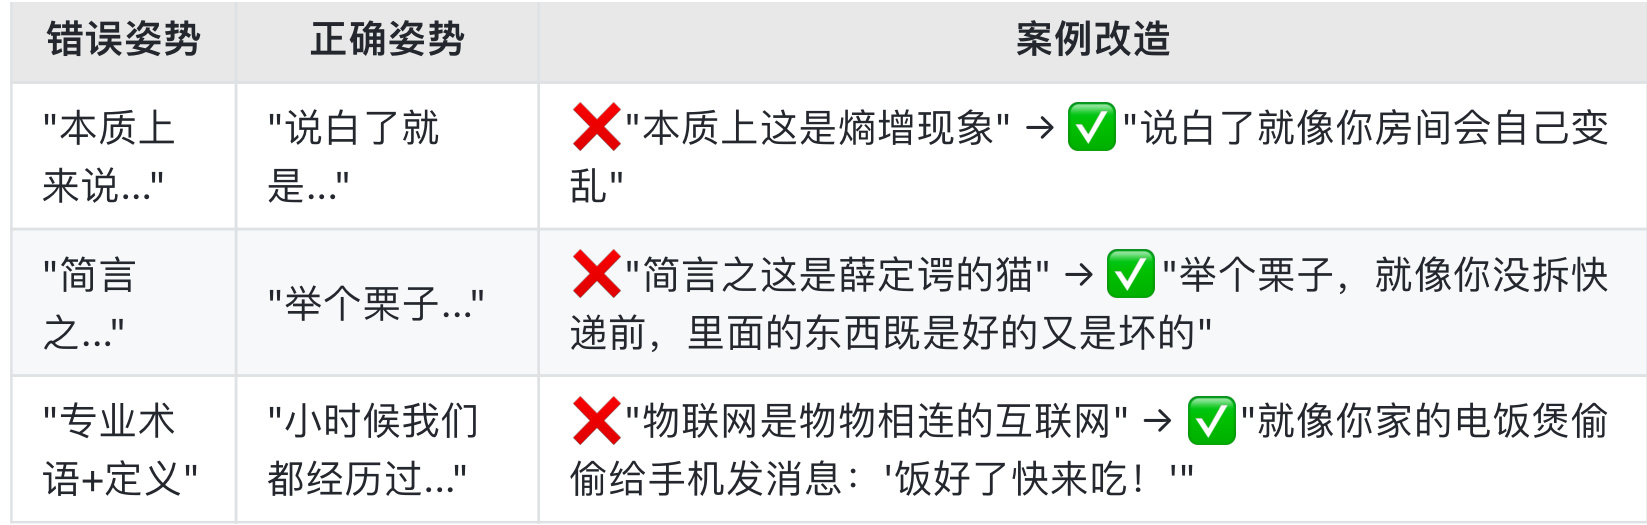 错误姿势 正确姿势 案例改造
"本质上
来说..."
"说白了就
是..."
❌"本质上这是熵增现象" → ✅"说白了就像你房间会自己变
乱"
"简言
之..."
"举个栗子..."
❌"简言之这是薛定谔的猫" → ✅"举个栗子，就像你没拆快
递前，里面的东西既是好的又是坏的"
"专业术
语+定义"
"小时候我们
都经历过..."
❌"物联网是物物相连的互联网" → ✅"就像你家的电饭煲偷
偷给手机发消息：'饭好了快来吃！'"